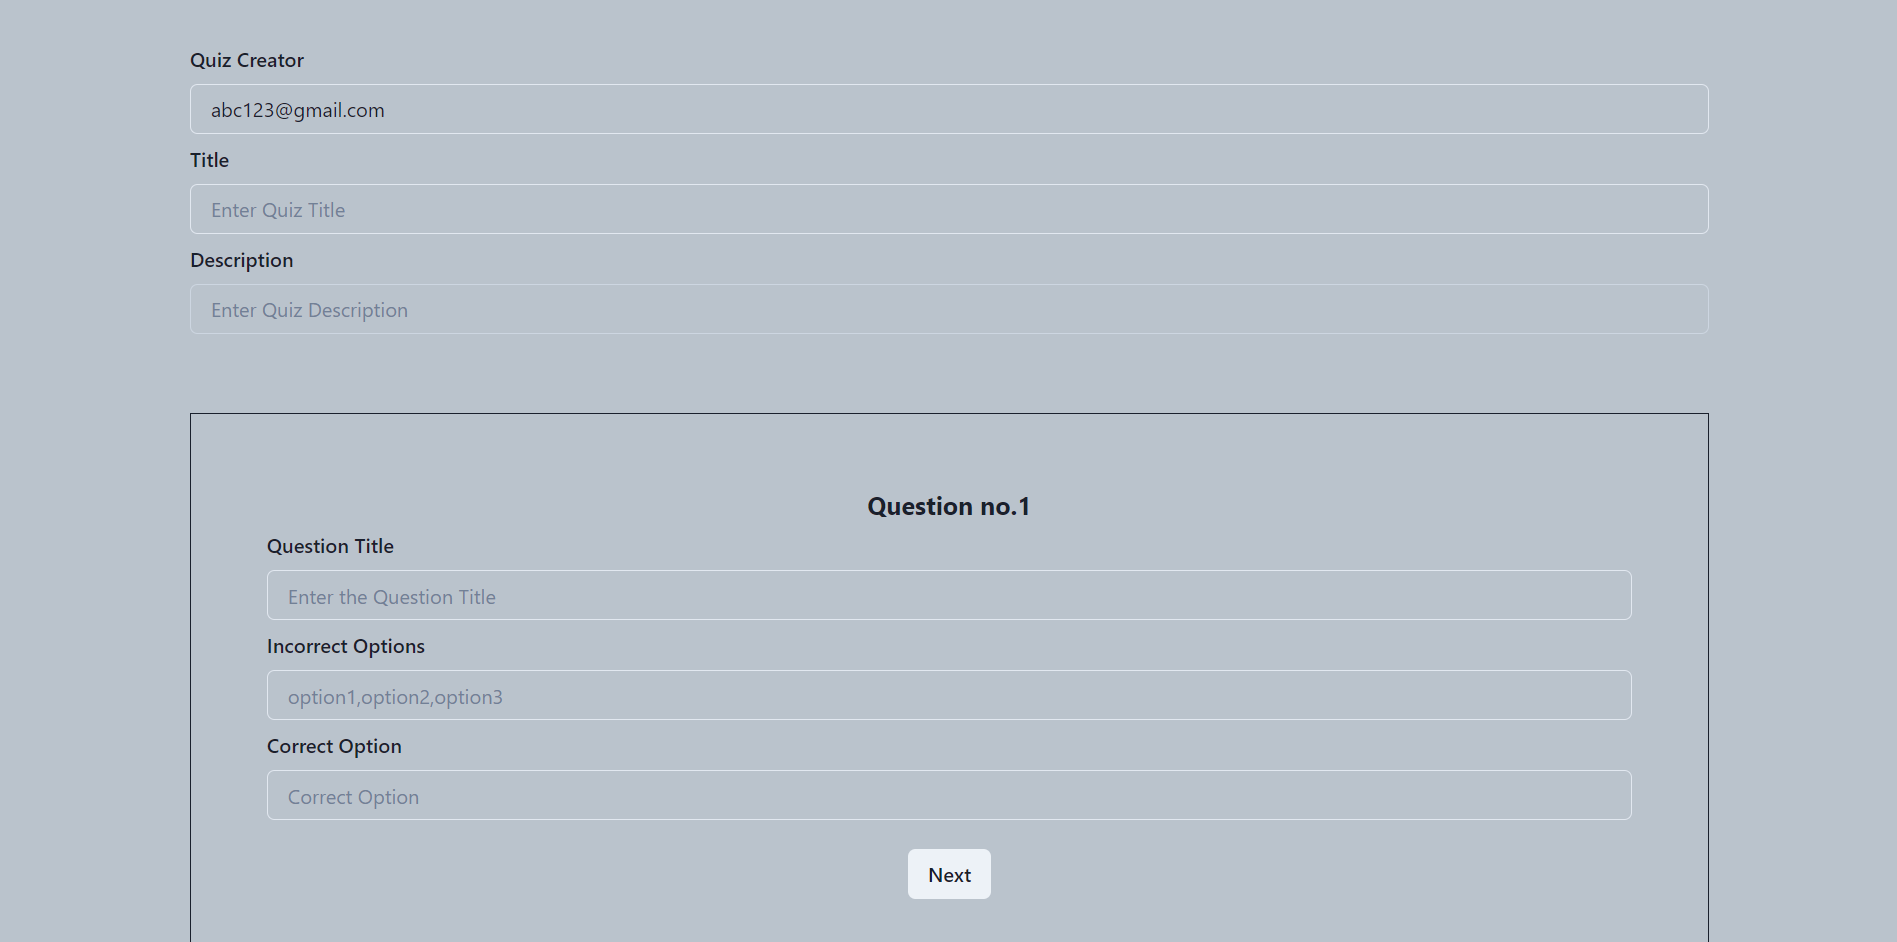 Quiz Creator
abc123@gmail.com
Title
Enter Quiz Title
Description
Enter Quiz Description
Question no.1
Question Title
Enter the Question Title
Incorrect Options
option1,option2,option3
Correct Option
Correct Option
Next